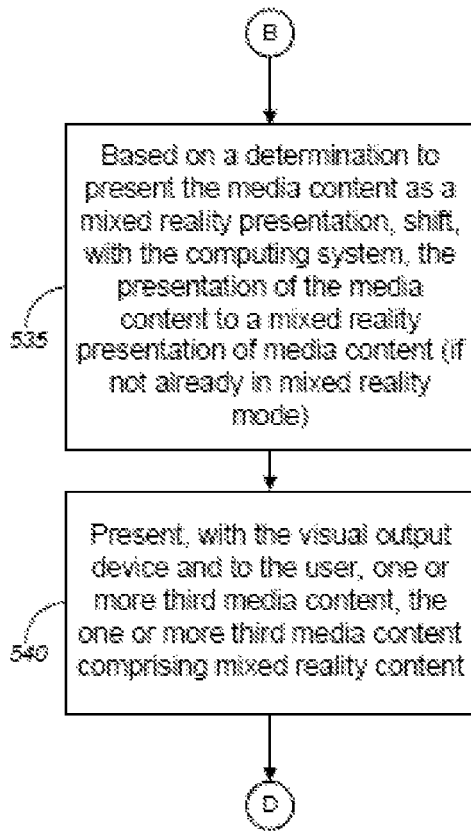 B
Based on a determination to
present the media content as a
mixed reality presentation, shift,
with the computing system, the
presentation of the media
content to a mixed reality
presentation of media content (if
not already in mixed reality
mode)
535
Present, with the visual output
device and to the user, one or
more third media content, the
one or more third media content
comprising mixed reality content
540
D